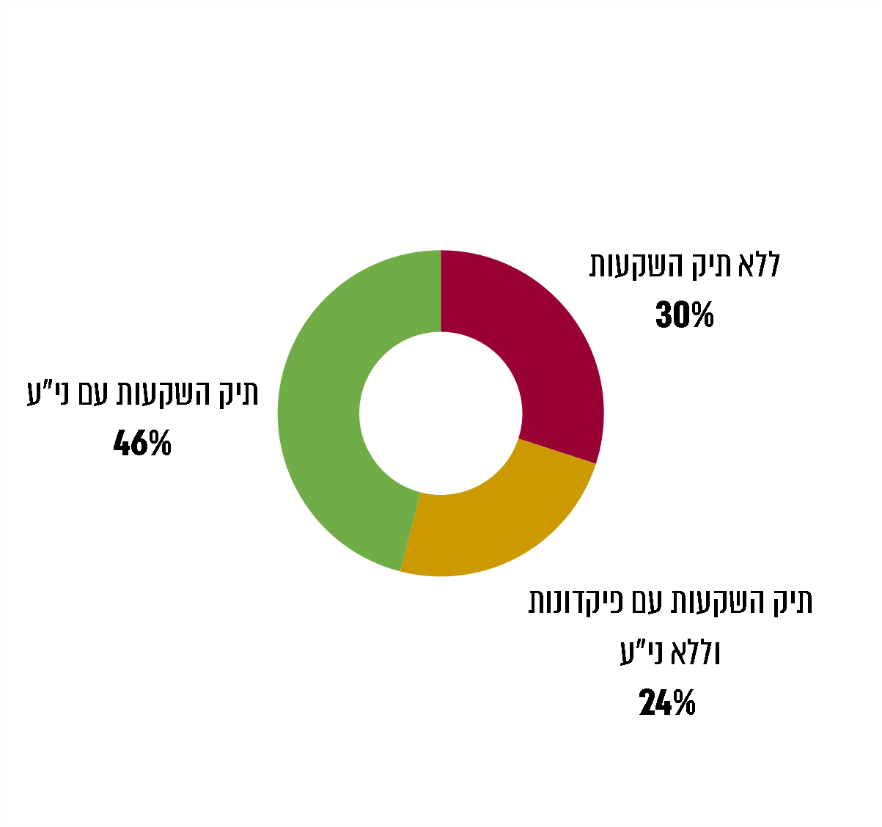 ללא תיק השקעות
30%
תיק השקעות עם ני"ע
46%
תיק השקעות עם פיקדונות
וללא ני"ע
24%